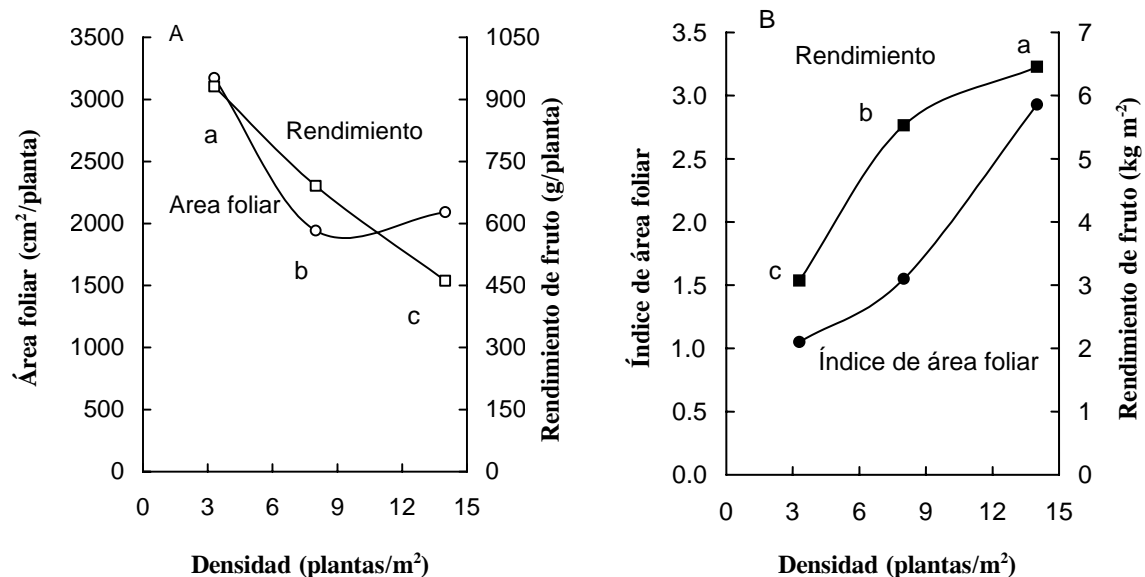 A
3500
3000
2500
2000
1500
1000
500
0
Área foliar (cm²/planta)
1050
900
750
600
450
300
150
0
Rendimiento de fruto (g/planta)
Rendimiento
Area foliar
a
b
c
0 3 6 9 12 15
Densidad (plantas/m²)
B
3.5
3.0
2.5
2.0
1.5
1.0
0.5
0.0
Índice de área foliar
7
6
5
4
3
2
1
0
Rendimiento de fruto (kg m⁻²)
Rendimiento
a
b
c
Índice de área foliar
0 3 6 9 12 15
Densidad (plantas/m²)